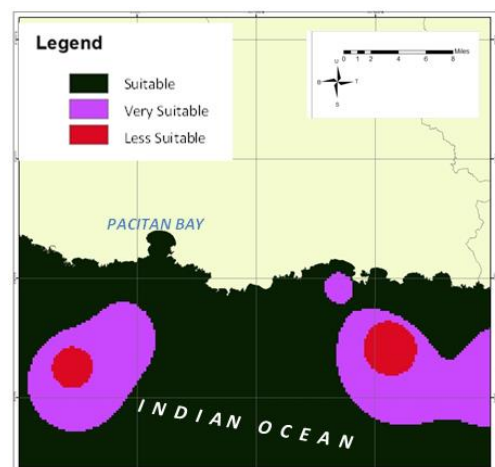 Legend
Suitable
Very Suitable
Less Suitable
Miles
0 1 2 4 6 8
U
B T
S
PACITAN BAY
INDIAN OCEAN